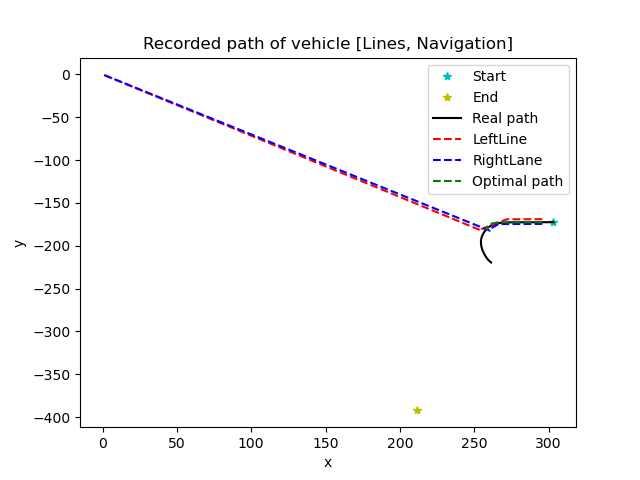 Recorded path of vehicle [Lines, Navigation]
Start
End
Real path
LeftLine
RightLane
Optimal path
0
−50
−100
−150
−200
−250
−300
−350
−400
y
0 50 100 150 200 250 300
x